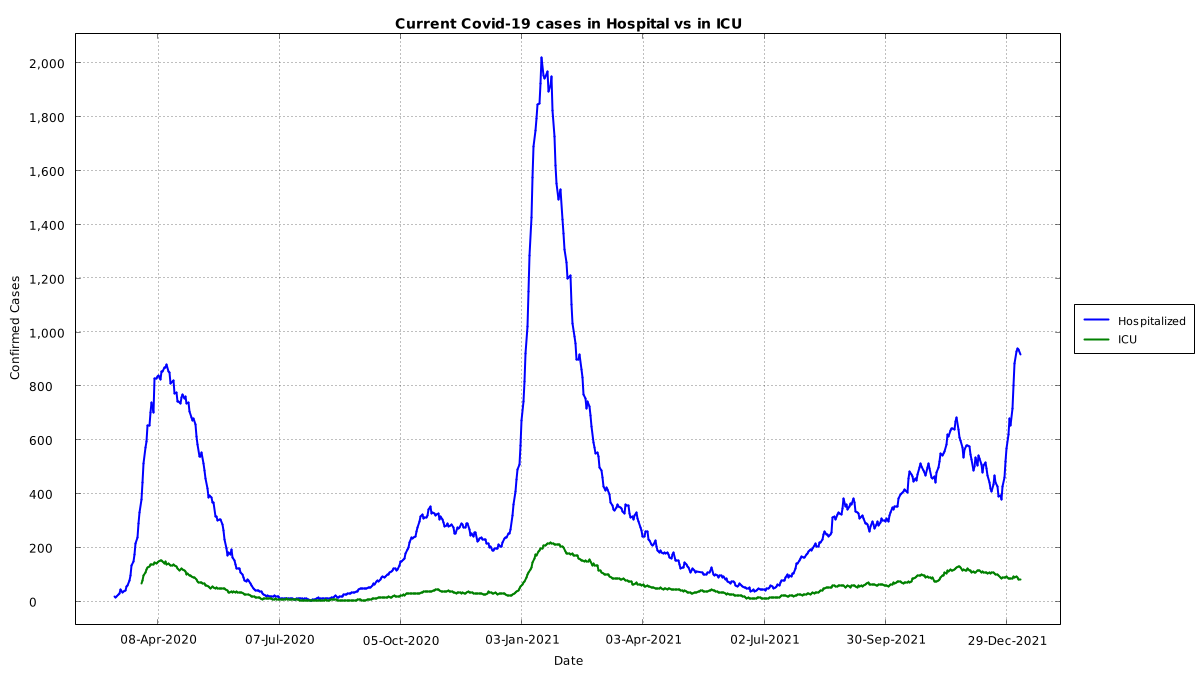 Current Covid-19 cases in Hospital vs in ICU
Confirmed Cases
2,000
1,800
1,600
1,400
1,200
1,000
800
600
400
200
0
08-Apr-2020
07-Jul-2020
05-Oct-2020
03-Jan-2021
03-Apr-2021
02-Jul-2021
30-Sep-2021
29-Dec-2021
Date
Hospitalized
ICU